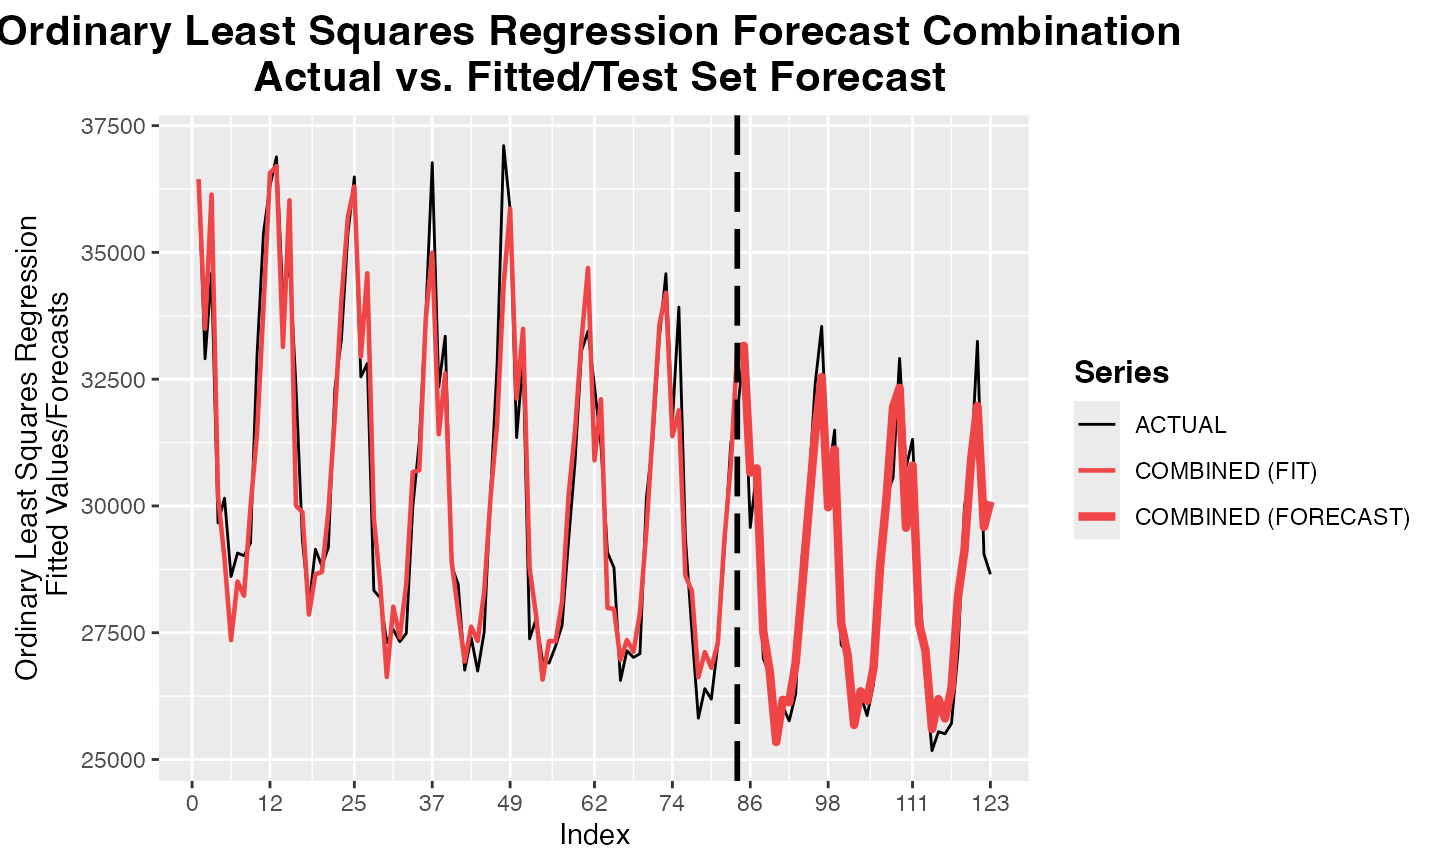 Ordinary Least Squares Regression Forecast Combination
Actual vs. Fitted/Test Set Forecast
Ordinary Least Squares Regression
Fitted Values/Forecasts
37500
35000
32500
30000
27500
25000
0 12 25 37 49 62 74 86 98 111 123
Index
Series
ACTUAL
COMBINED (FIT)
COMBINED (FORECAST)